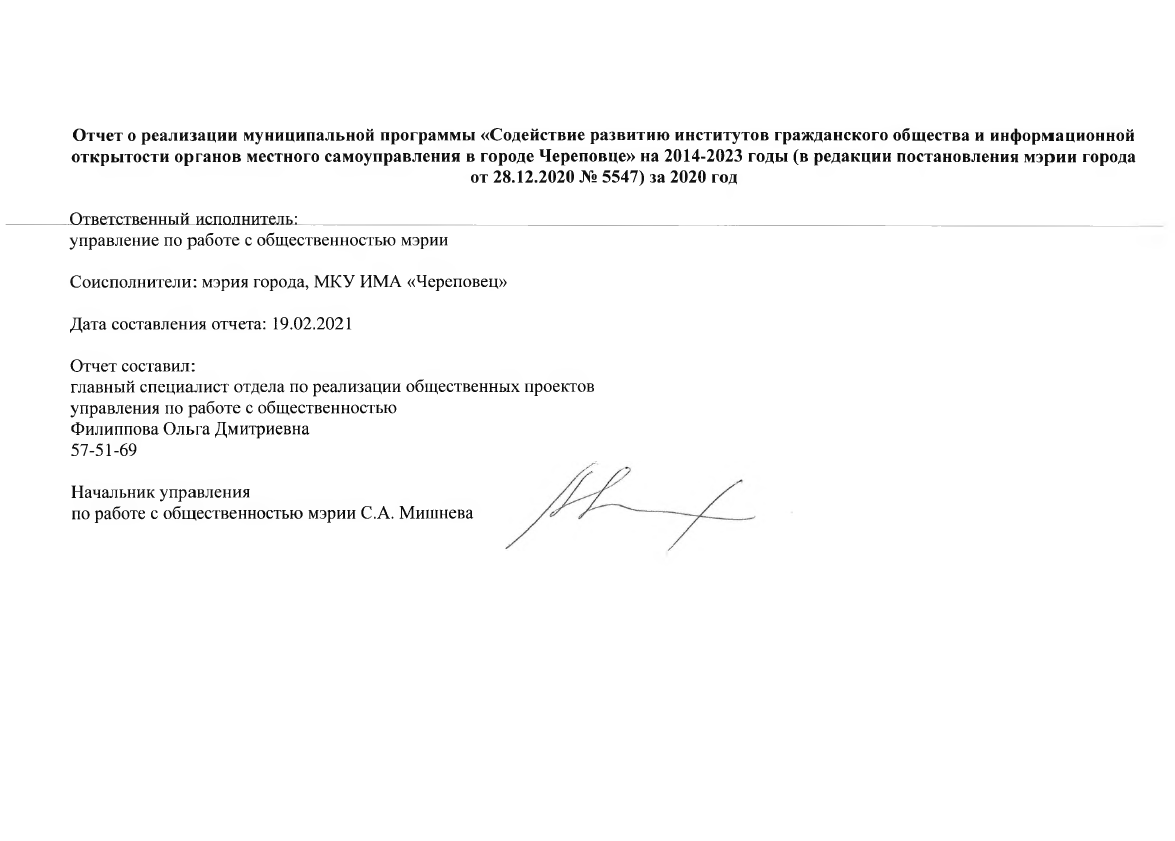 Отчет о реализации муниципальной программы «Содействие развитию институтов гражданского общества и информационной
открытости органов местного самоуправления в городе Череповце» на 2014-2023 годы (в редакции постановления мэрии города
от 28.12.2020 № 5547) за 2020 год
Ответственный исполнитель:
управление по работе с общественностью мэрии
Соисполнители: мэрия города, МКУ ИМА «Череповец»
Дата составления отчета: 19.02.2021
Отчет составил:
главный специалист отдела по реализации общественных проектов
управления по работе с общественностью
Филиппова Ольга Дмитриевна
57-51-69
Начальник управления
по работе с общественностью мэрии С.А. Мишнева